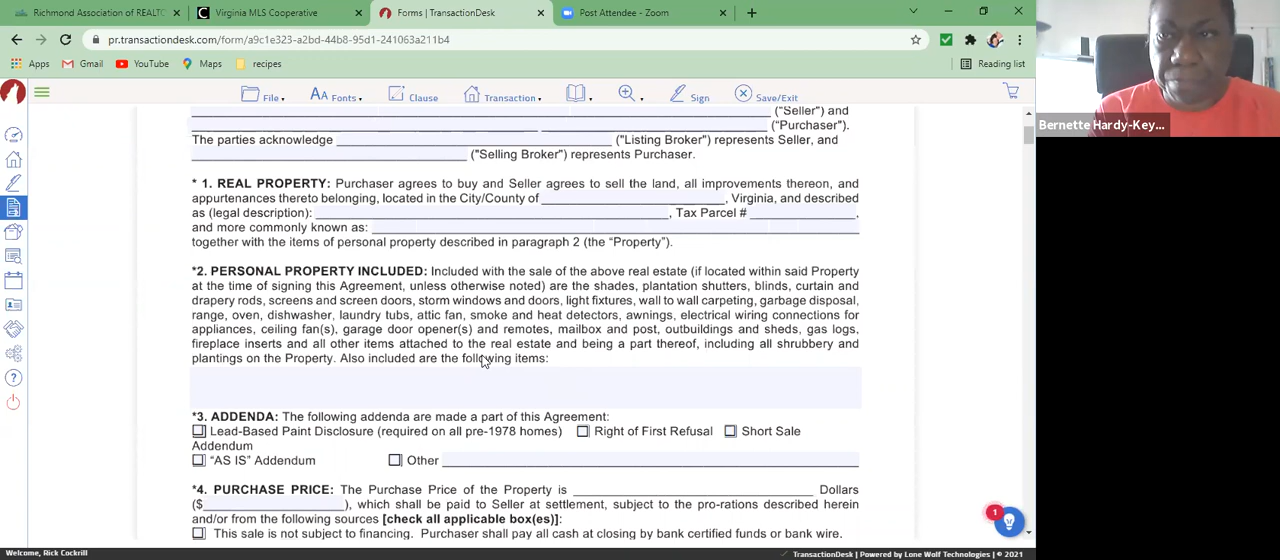 Richmond Association of REALTC
Virginia MLS Cooperative
Forms | TransactionDesk
Post Attendee - Zoom
pr.transactiondesk.com/form/a9c1e323-a2bd-44b8-95d1-241063a211b4
Apps Gmail YouTube Maps recipes Reading list
File Fonts Clause Transaction Sign Save/Exit
Bernette Hardy-Key...
("Seller") and
("Purchaser").
The parties acknowledge ("Listing Broker") represents Seller, and
("Selling Broker") represents Purchaser.
* 1. REAL PROPERTY: Purchaser agrees to buy and Seller agrees to sell the land, all improvements thereon, and
appurtenances thereto belonging, located in the City/County of , Virginia, and described
as (legal description): , Tax Parcel # ,
and more commonly known as:
together with the items of personal property described in paragraph 2 (the "Property").
*2. PERSONAL PROPERTY INCLUDED: Included with the sale of the above real estate (if located within said Property
at the time of signing this Agreement, unless otherwise noted) are the shades, plantation shutters, blinds, curtain and
drapery rods, screens and screen doors, storm windows and doors, light fixtures, wall to wall carpeting, garbage disposal,
range, oven, dishwasher, laundry tubs, attic fan, smoke and heat detectors, awnings, electrical wiring connections for
appliances, ceiling fan(s), garage door opener(s) and remotes, mailbox and post, outbuildings and sheds, gas logs,
fireplace inserts and all other items attached to the real estate and being a part thereof, including all shrubbery and
plantings on the Property. Also included are the following items:
*3. ADDENDA: The following addenda are made a part of this Agreement:
Lead-Based Paint Disclosure (required on all pre-1978 homes) Right of First Refusal Short Sale
Addendum
"AS IS" Addendum Other
*4. PURCHASE PRICE: The Purchase Price of the Property is Dollars
($ ), which shall be paid to Seller at settlement, subject to the pro-rations described herein
and/or from the following sources [check all applicable box(es)]:
This sale is not subject to financing. Purchaser shall pay all cash at closing by bank certified funds or bank wire.
1
Welcome, Rick Cockrill
TransactionDesk | Powered by Lone Wolf Technologies | © 2021